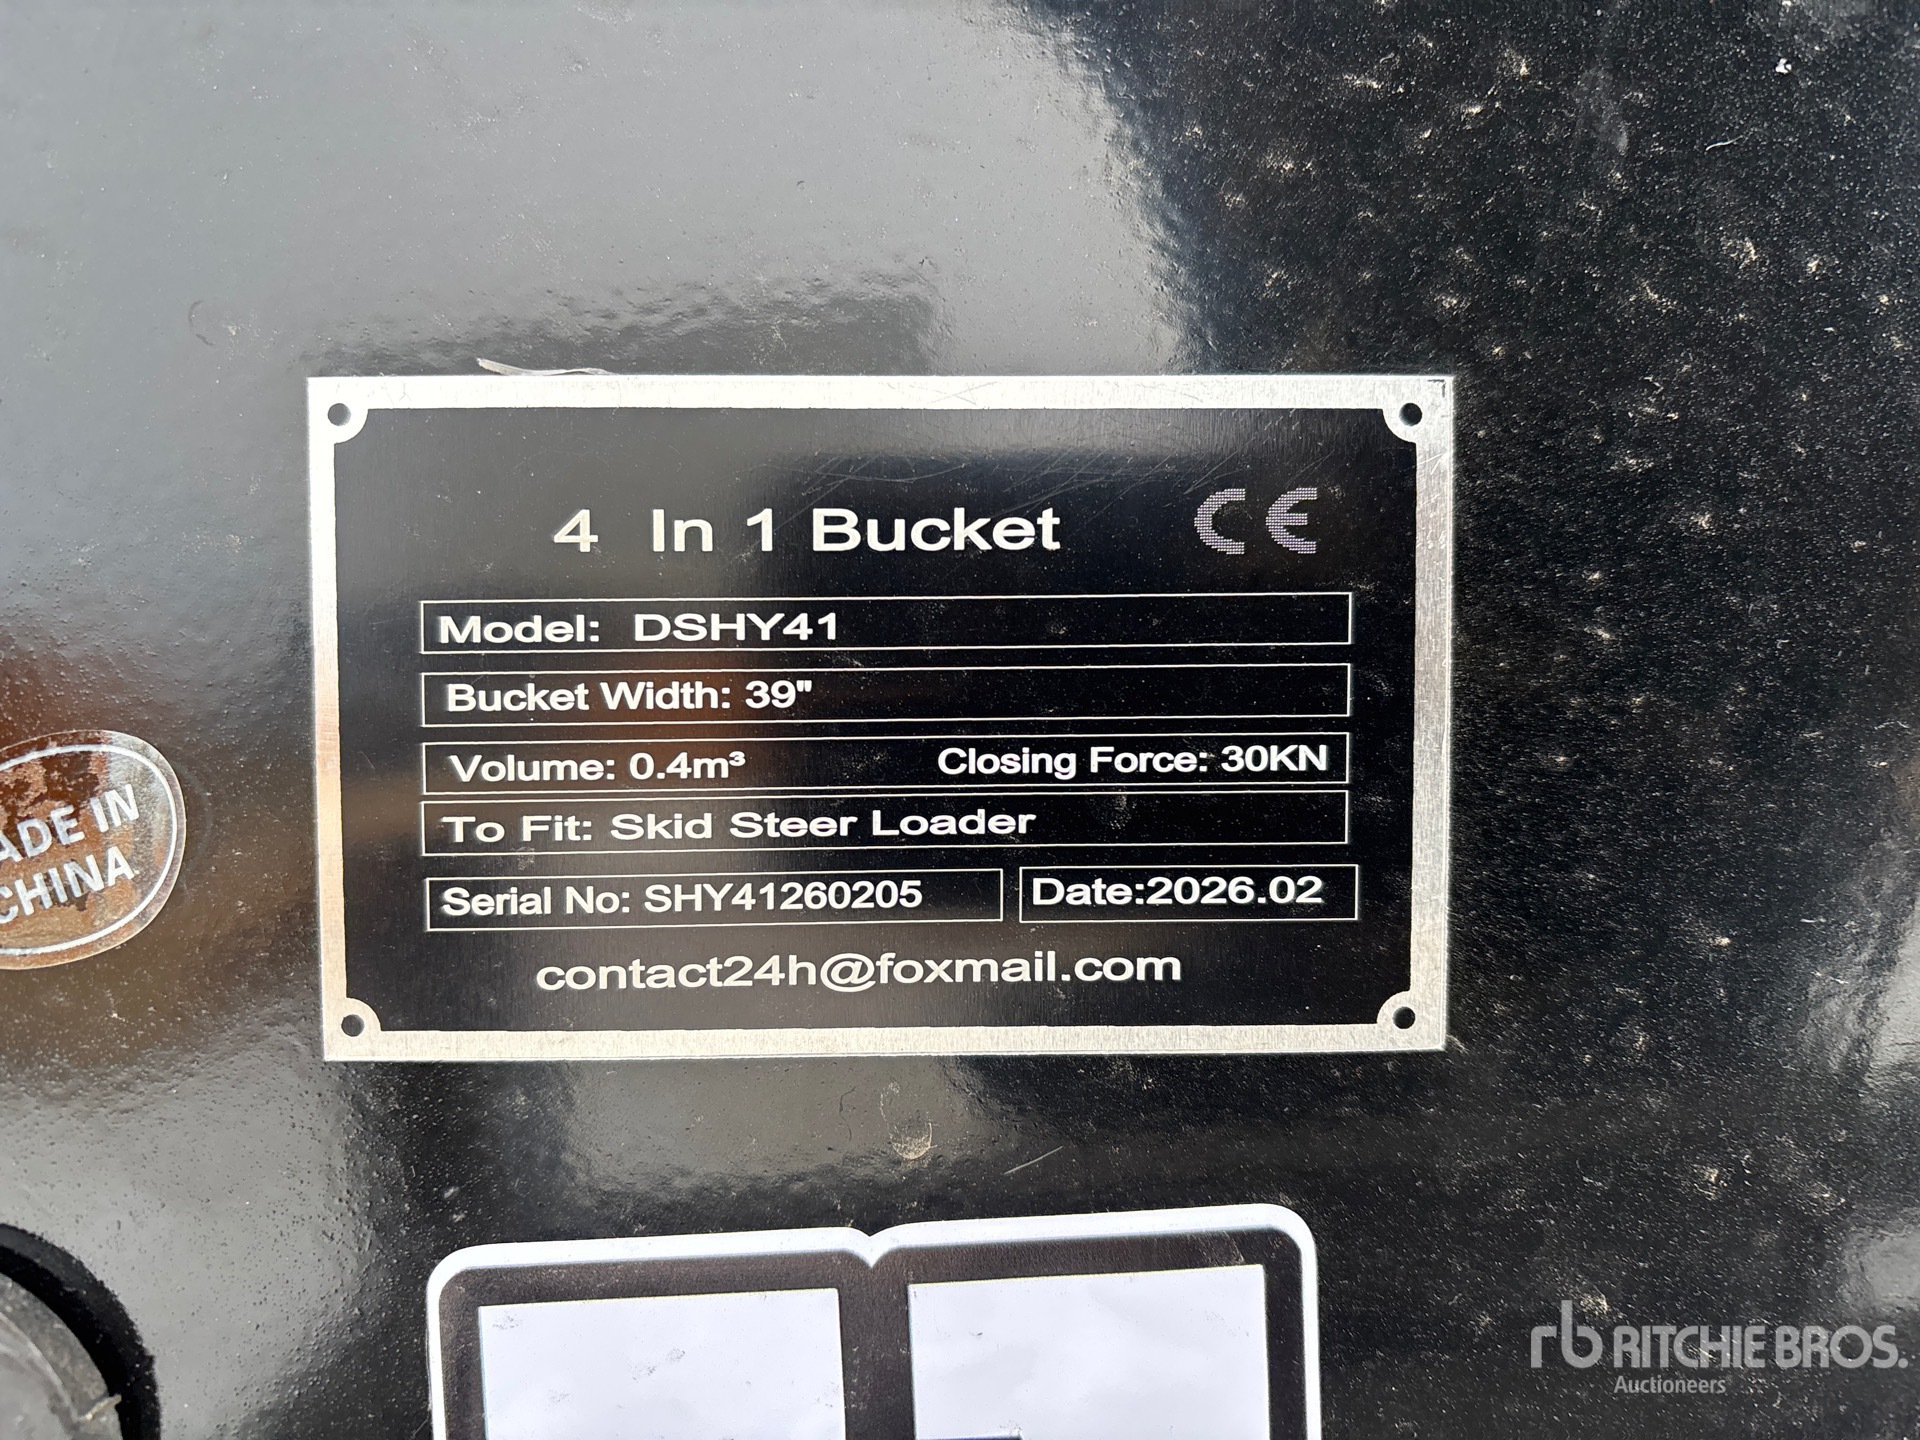 4 In 1 Bucket CE
Model: DSHY41
Bucket Width: 39"
Volume: 0.4m³ Closing Force: 30KN
To Fit: Skid Steer Loader
Serial No: SHY41260205 Date:2026.02
contact24h@foxmail.com
ADE IN
CHINA
rb RITCHIE BROS.
Auctioneers